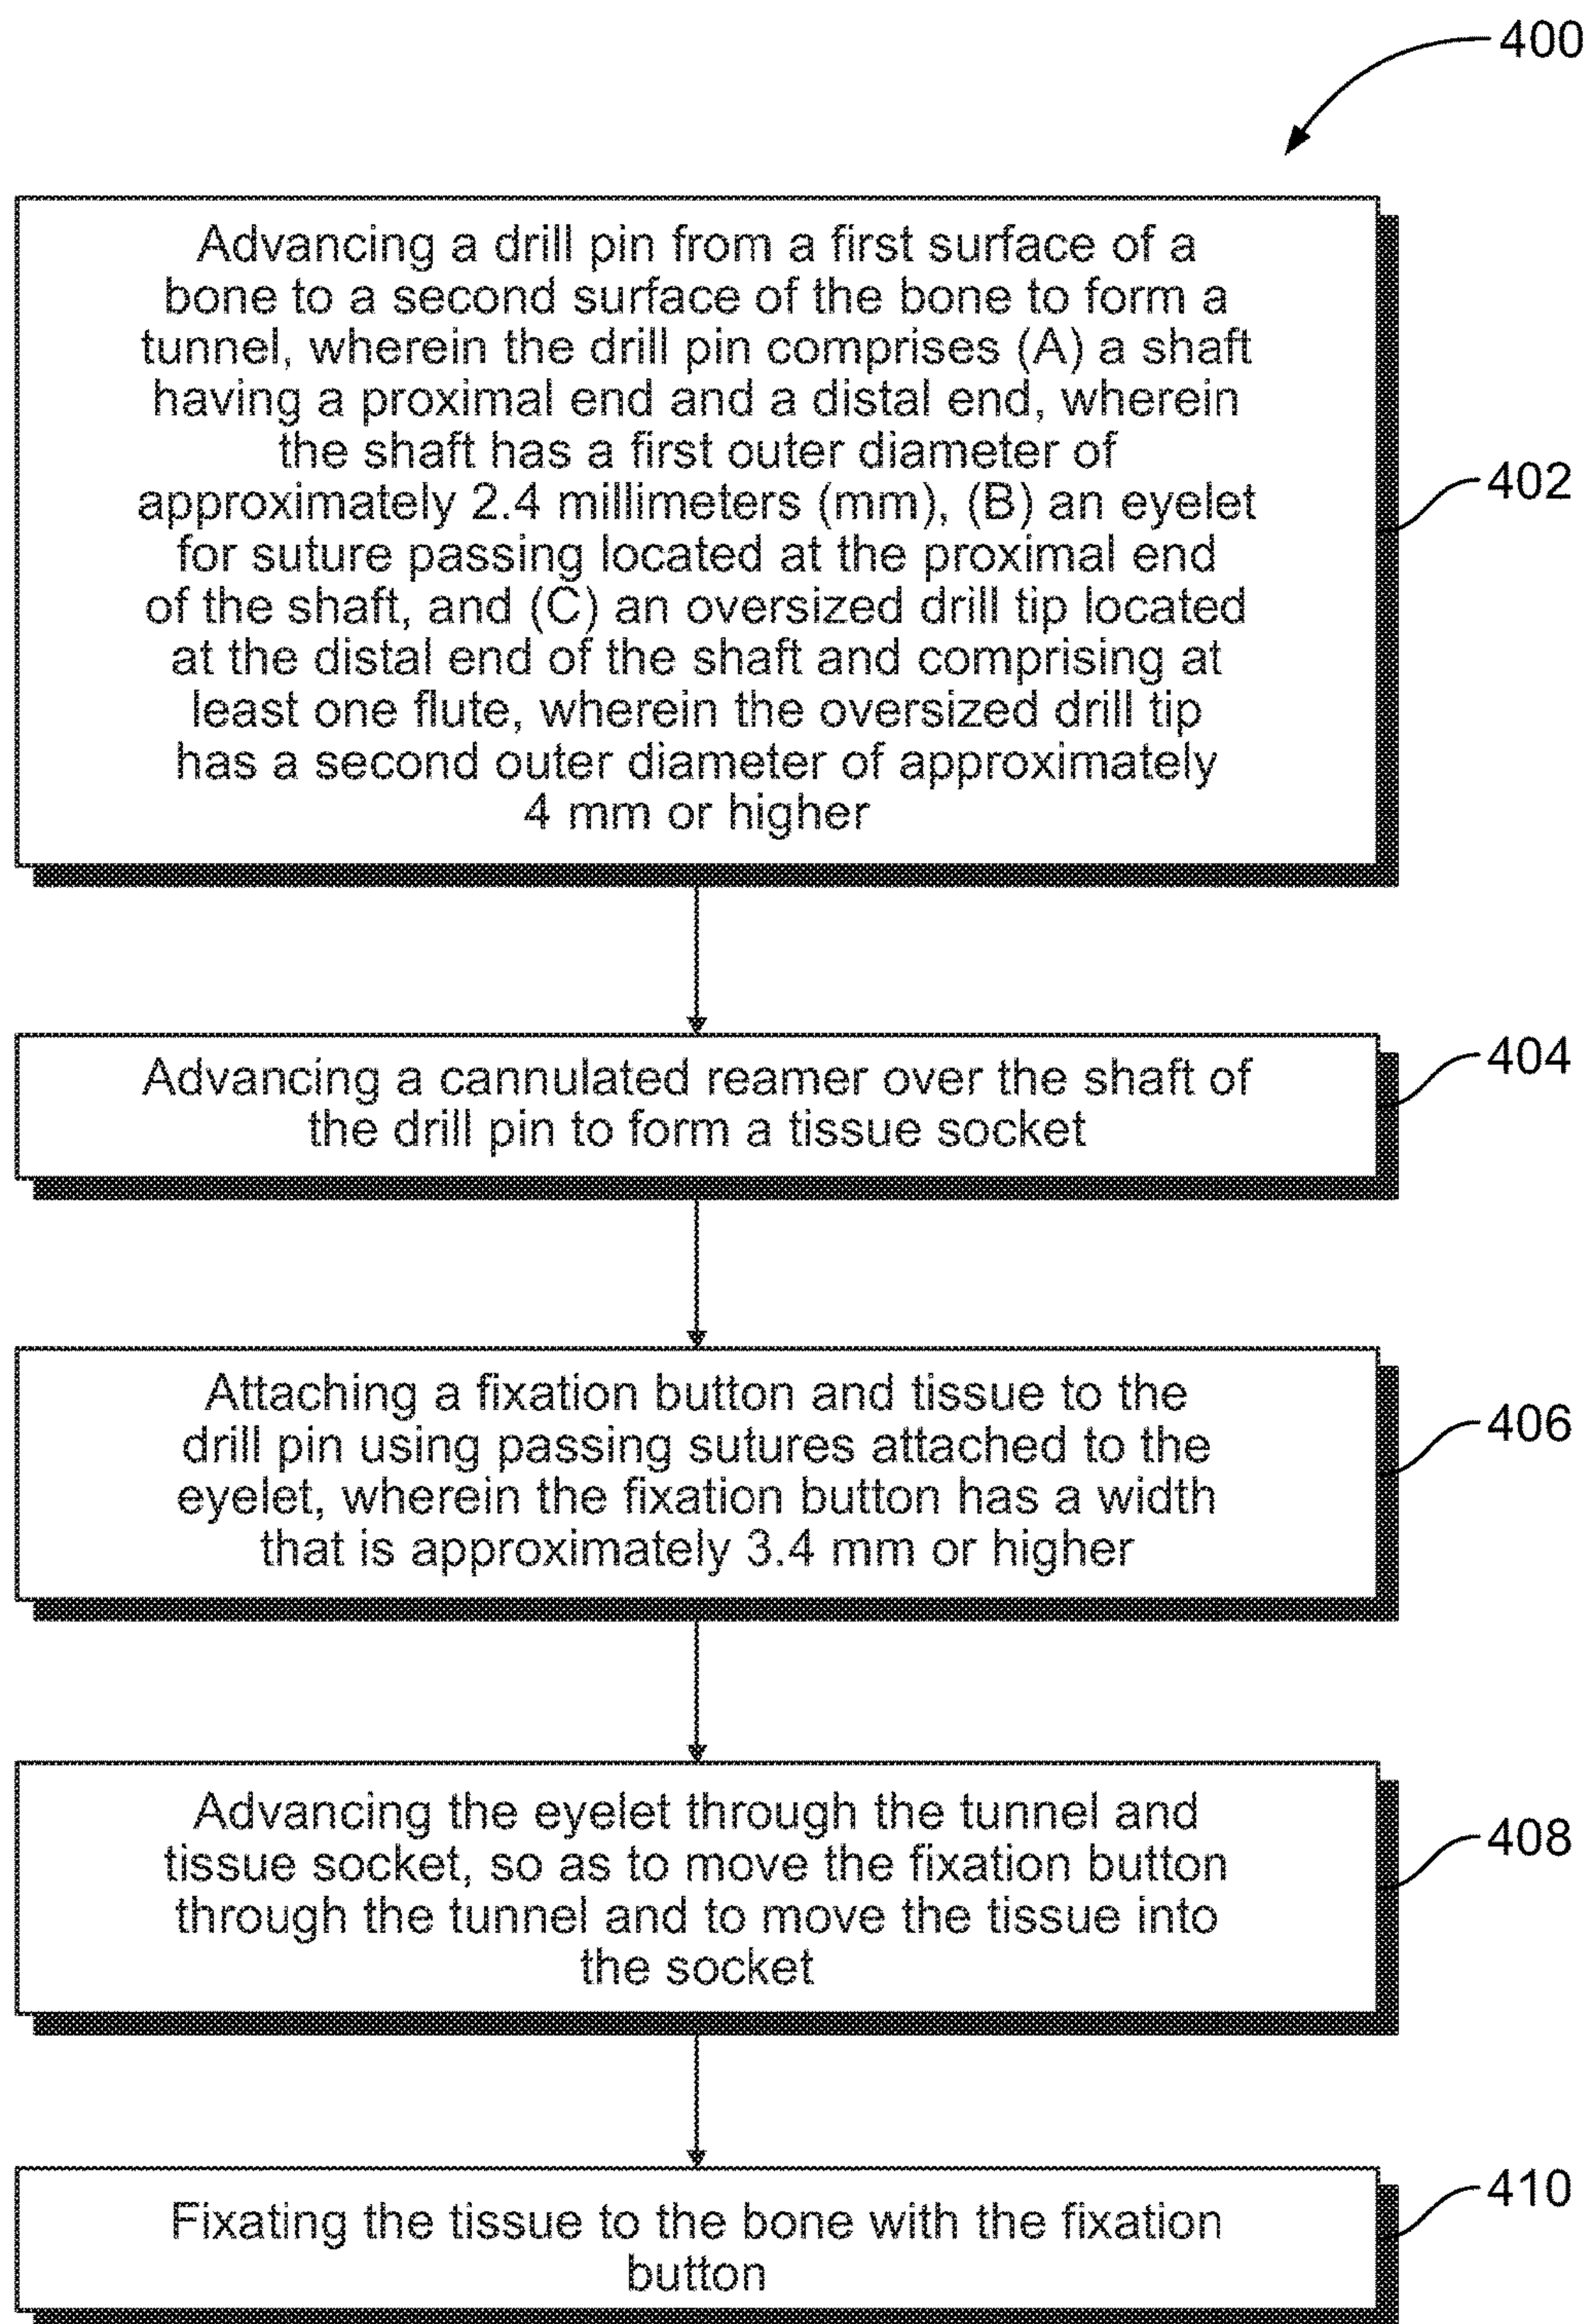 400
Advancing a drill pin from a first surface of a
bone to a second surface of the bone to form a
tunnel, wherein the drill pin comprises (A) a shaft
having a proximal end and a distal end, wherein
the shaft has a first outer diameter of
approximately 2.4 millimeters (mm), (B) an eyelet
for suture passing located at the proximal end
of the shaft, and (C) an oversized drill tip located
at the distal end of the shaft and comprising at
least one flute, wherein the oversized drill tip
has a second outer diameter of approximately
4 mm or higher
402
Advancing a cannulated reamer over the shaft of
the drill pin to form a tissue socket
404
Attaching a fixation button and tissue to the
drill pin using passing sutures attached to the
eyelet, wherein the fixation button has a width
that is approximately 3.4 mm or higher
406
Advancing the eyelet through the tunnel and
tissue socket, so as to move the fixation button
through the tunnel and to move the tissue into
the socket
408
Fixating the tissue to the bone with the fixation
button
410